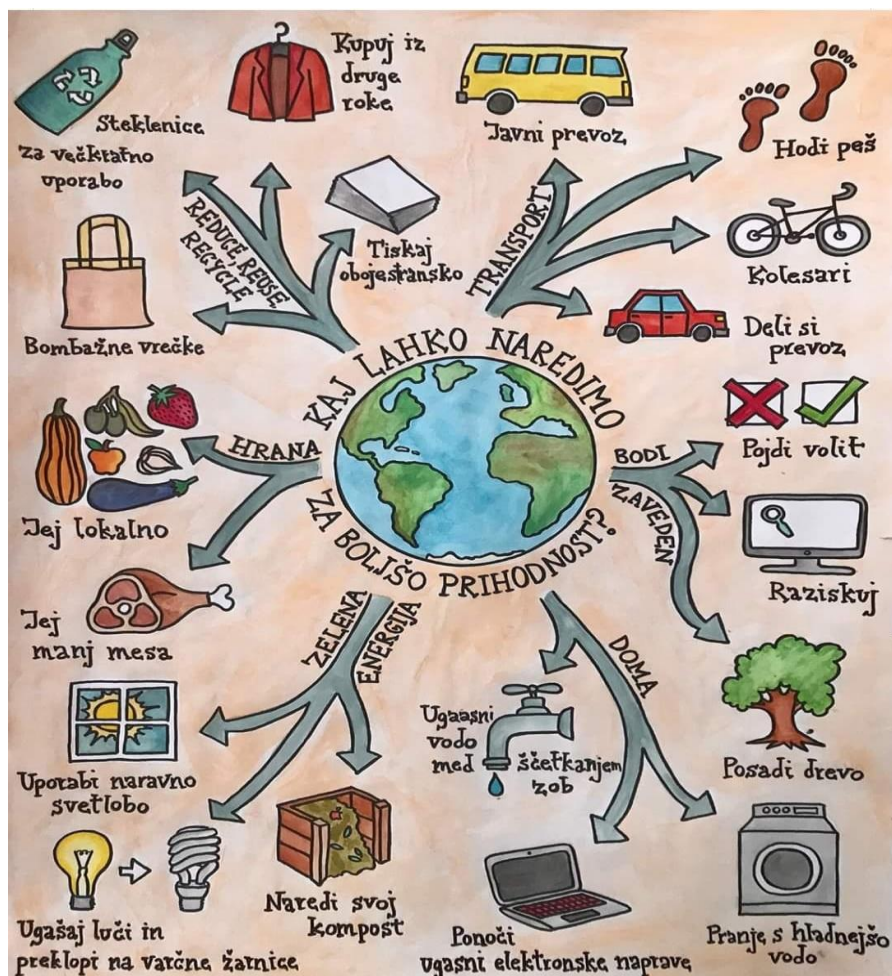 KAJ LAHKO NAREDIMO
ZA BOLJŠO PRIHODNOST?
REDUCE, REUSE,
RECYCLE
Steklenice
za večkratno
uporabo
Kupuj iz
druge
roke
Tiskaj
obojestransko
Bombažne vrečke
TRANSPORT
Javni prevoz
Hodi peš
Kolesari
Deli si
prevoz
HRANA
Jej lokalno
Jej
manj mesa
BODI
ZAVEDEN
Pojdi volit
Raziskuj
Posadi drevo
ZELENA
ENERGIJA
Uporabi naravno
svetlobo
Ugašaj luči in
preklopi na varčne žarnice
Naredi svoj
kompost
DOMA
Ugaasni
vodo
med ščetkanjem
zob
Ponoči
ugasni elektronske naprave
Pranje s hladnejšo
vodo